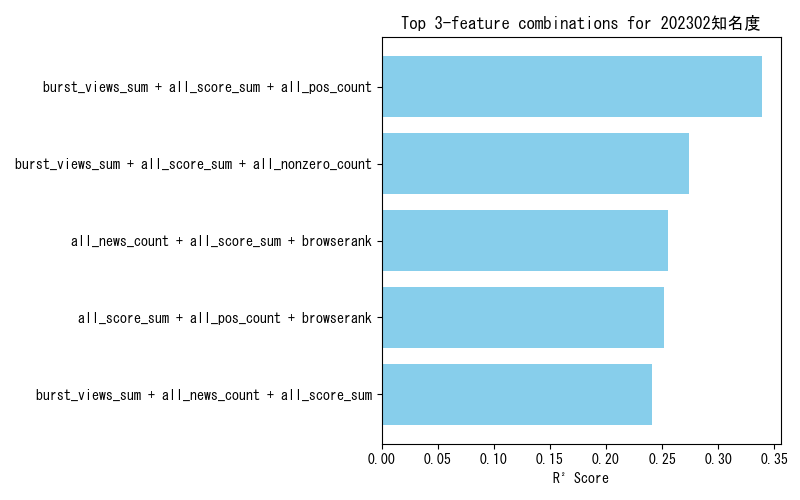 Top 3-feature combinations for 202302知名度
burst_views_sum + all_score_sum + all_pos_count
burst_views_sum + all_score_sum + all_nonzero_count
all_news_count + all_score_sum + browserank
all_score_sum + all_pos_count + browserank
burst_views_sum + all_news_count + all_score_sum
0.00 0.05 0.10 0.15 0.20 0.25 0.30 0.35
R² Score